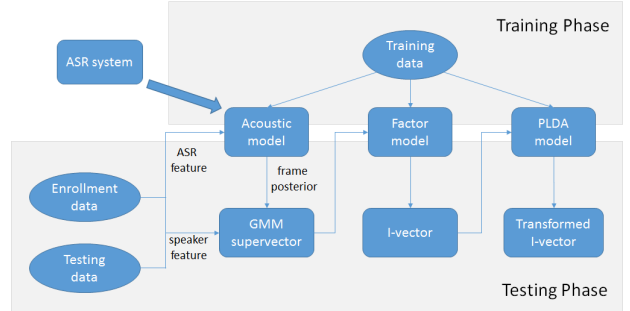 Training Phase
Training
data
ASR system
Acoustic
model
Factor
model
PLDA
model
ASR
feature
frame
posterior
Enrollment
data
GMM
supervector
I-vector
Transformed
I-vector
speaker
feature
Testing
data
Testing Phase